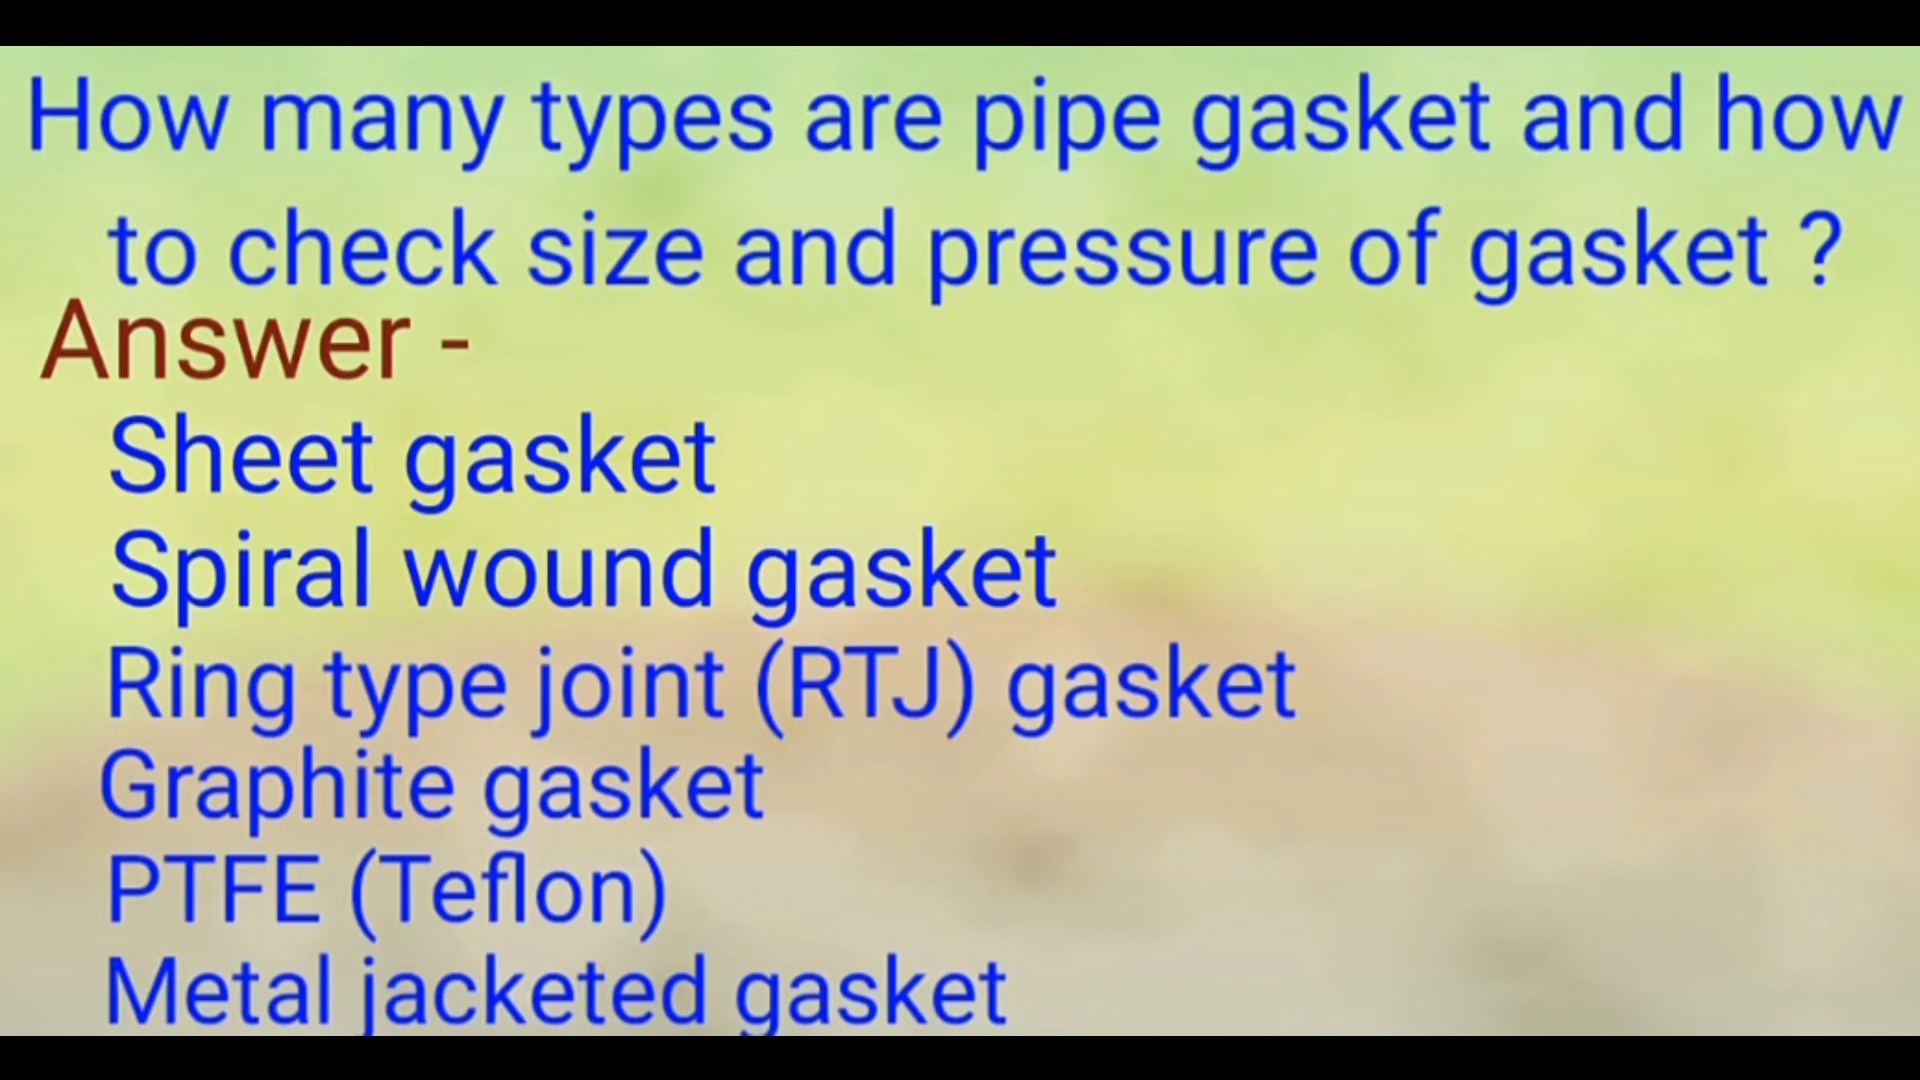 How many types are pipe gasket and how
to check size and pressure of gasket ?
Answer -
Sheet gasket
Spiral wound gasket
Ring type joint (RTJ) gasket
Graphite gasket
PTFE (Teflon)
Metal jacketed gasket